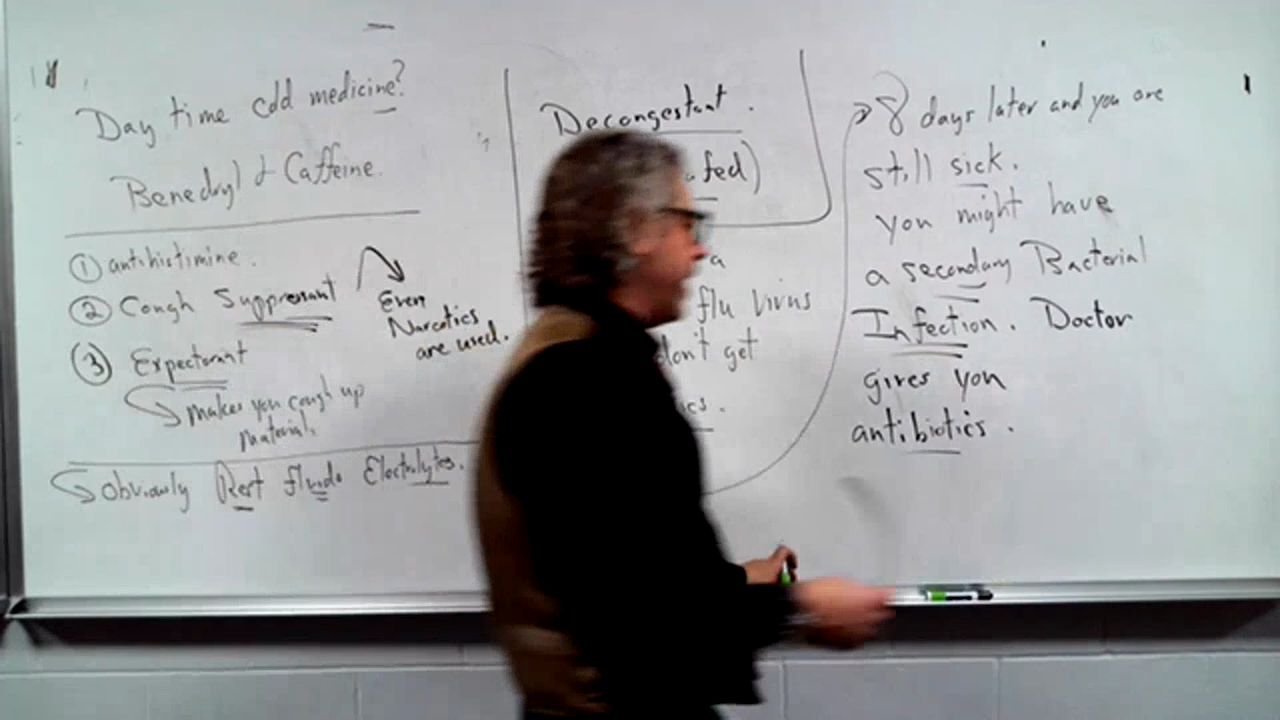 Day time cold medicine?
Benedryl & Caffeine.
① antihistimine.
② Cough Suppresant
Even
Narcotics
are used.
③ Expectorant
makes you cough up
material.
Obviously Rest fluids Electrolytes.
Decongestant.
fed)
a
flu virus
don't get
cs.
8 days later and you are
still sick.
you might have
a secondary Bacterial
Infection. Doctor
gives you
antibiotics.